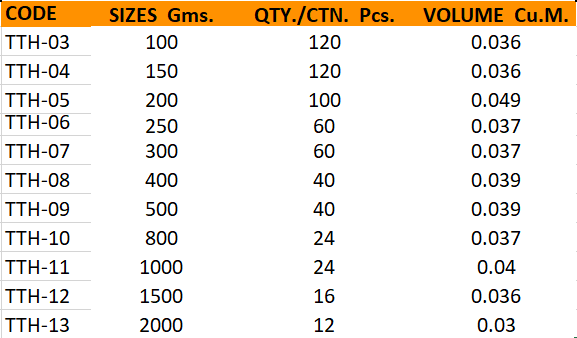 CODE SIZES Gms. QTY./CTN. Pcs. VOLUME Cu.M.
TTH-03 100 120 0.036
TTH-04 150 120 0.036
TTH-05 200 100 0.049
TTH-06 250 60 0.037
TTH-07 300 60 0.037
TTH-08 400 40 0.039
TTH-09 500 40 0.039
TTH-10 800 24 0.037
TTH-11 1000 24 0.04
TTH-12 1500 16 0.036
TTH-13 2000 12 0.03